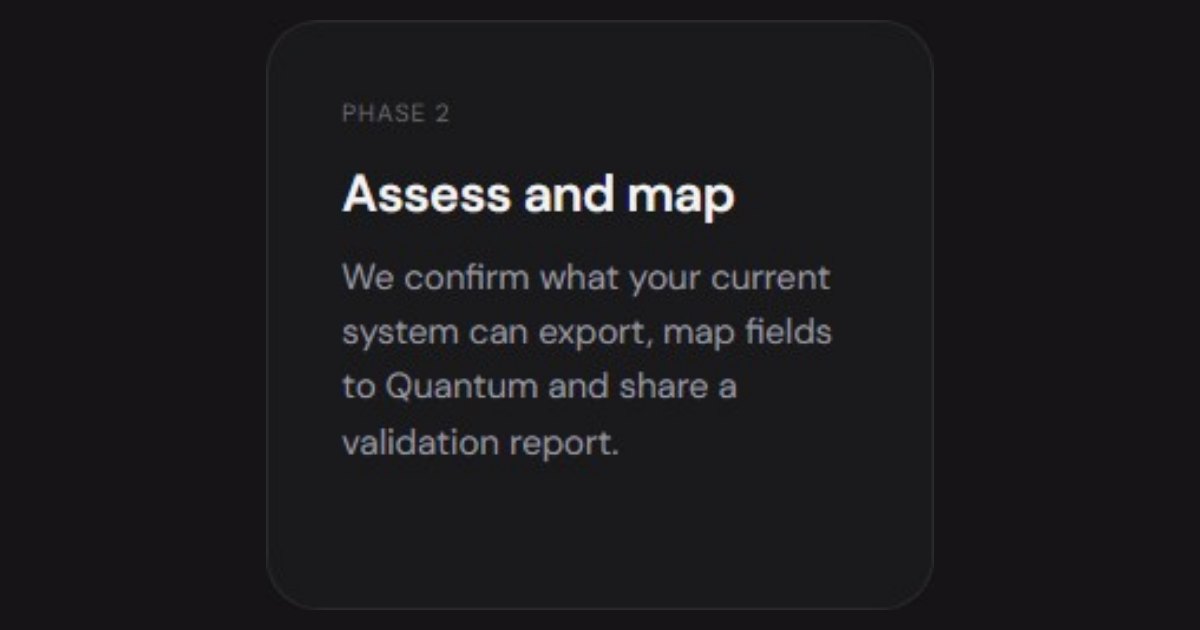 PHASE 2
Assess and map
We confirm what your current
system can export, map fields
to Quantum and share a
validation report.